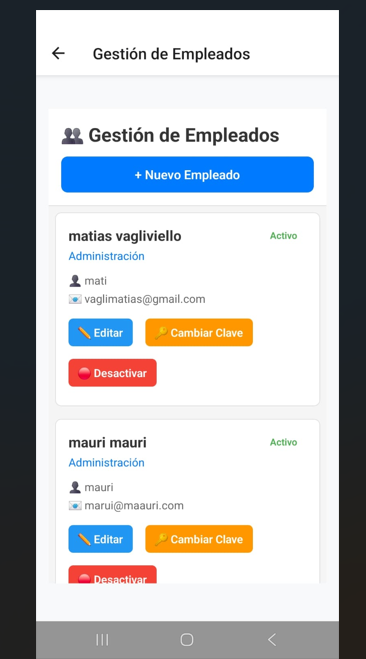 Gestión de Empleados
Gestión de Empleados
+ Nuevo Empleado
matias vagliviello
Activo
Administración
mati
vaglimatias@gmail.com
Editar
Cambiar Clave
Desactivar
mauri mauri
Activo
Administración
mauri
marui@maauri.com
Editar
Cambiar Clave
Desactivar